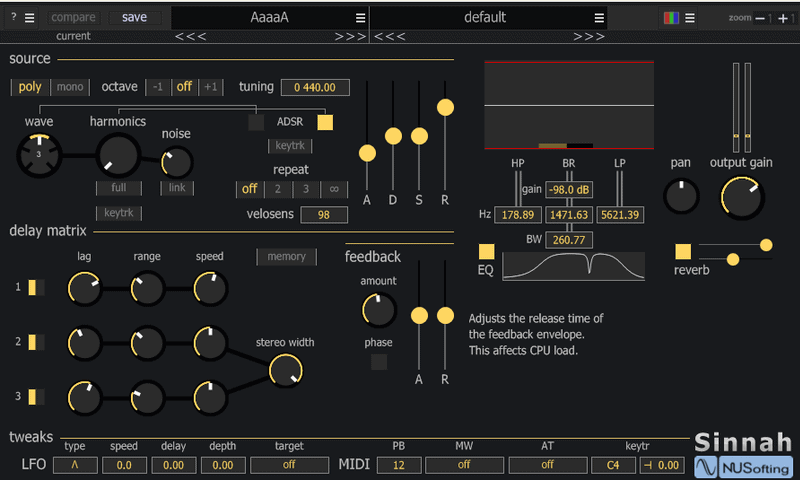 ? compare save AaaaA default zoom 1 1
current <<< >>> <<< >>>
source
poly mono octave -1 off +1 tuning 0 440.00
wave harmonics noise ADSR
3
keytrk
full link repeat
off 2 3 ∞
keytrk velosens 98
A D S R
HP BR LP
gain -98.0 dB
Hz 178.89 1471.63 5621.39
BW 260.77
EQ
pan output gain
reverb
delay matrix
lag range speed memory
1
2
3
stereo width
feedback
amount
phase
A R
Adjusts the release time of
the feedback envelope.
This affects CPU load.
tweaks
type speed delay depth target PB MW AT keytr
LFO Λ 0.0 0.00 0.00 off MIDI 12 off off C4 ⊣ 0.00
Sinnah
NUSofting